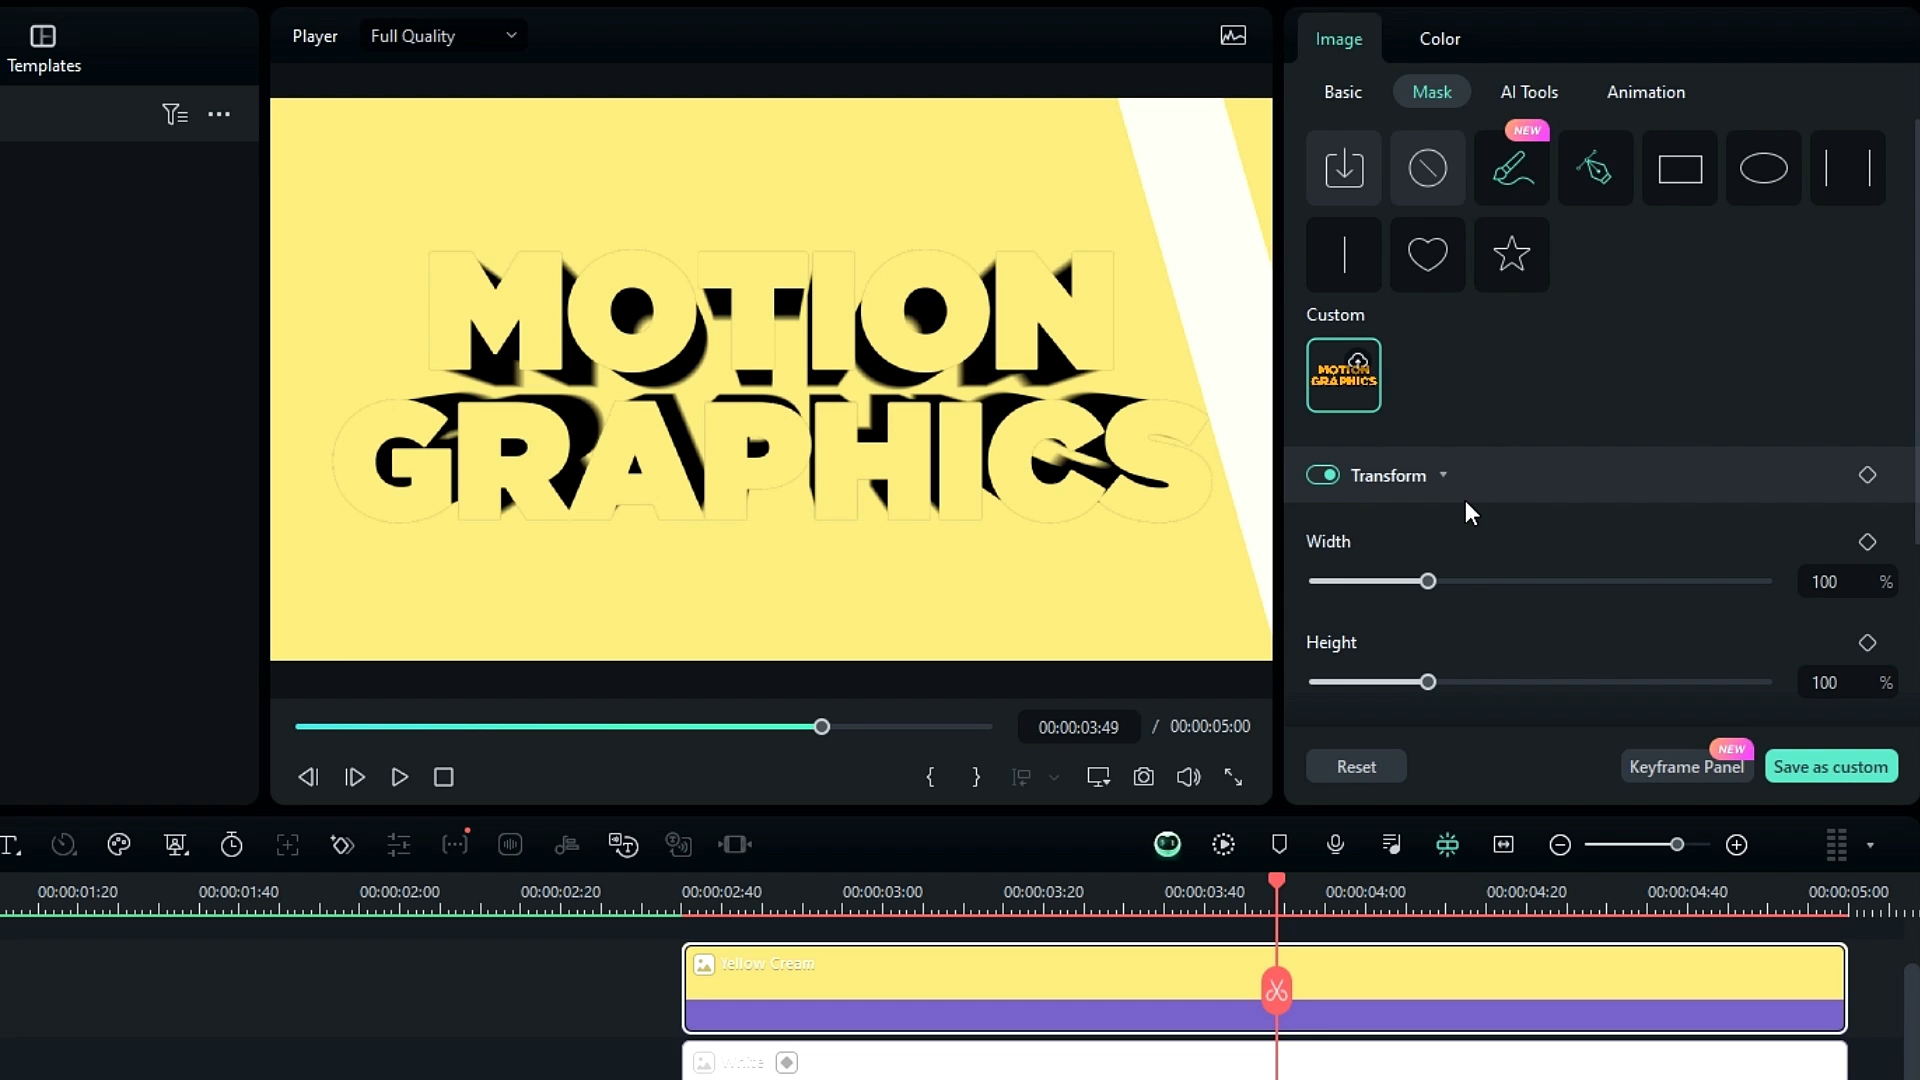 Templates
Player
Full Quality
Image
Color
Basic
Mask
AI Tools
Animation
NEW
MOTION
GRAPHICS
Custom
MOTION
GRAPHICS
Transform
Width
100 %
Height
100 %
00:00:03:49 / 00:00:05:00
Reset
Keyframe Panel
NEW
Save as custom
00:00:01:20
00:00:01:40
00:00:02:00
00:00:02:20
00:00:02:40
00:00:03:00
00:00:03:20
00:00:03:40
00:00:04:00
00:00:04:20
00:00:04:40
00:00:05:00
Yellow Cream
White